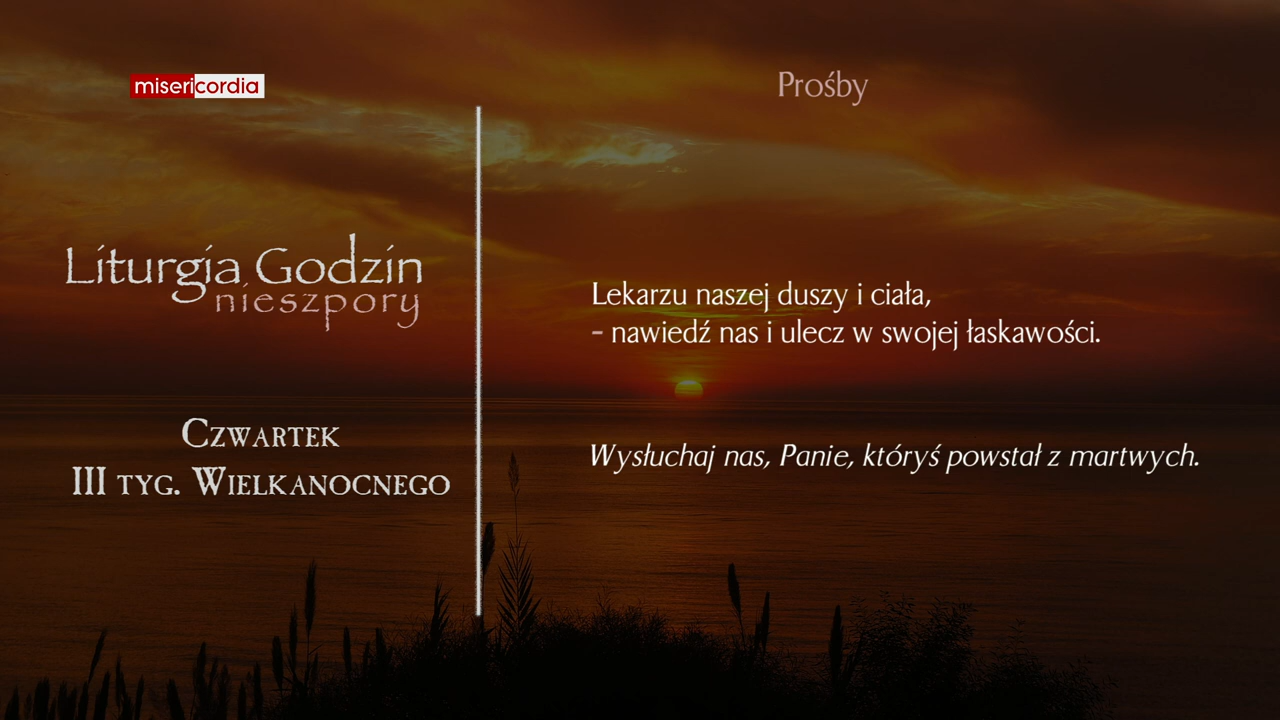 misericordia
Prośby
Liturgia Godzin
nieszpory
Czwartek
III tyg. Wielkanocnego
Lekarzu naszej duszy i ciała,
- nawiedź nas i ulecz w swojej łaskawości.
Wysłuchaj nas, Panie, któryś powstał z martwych.